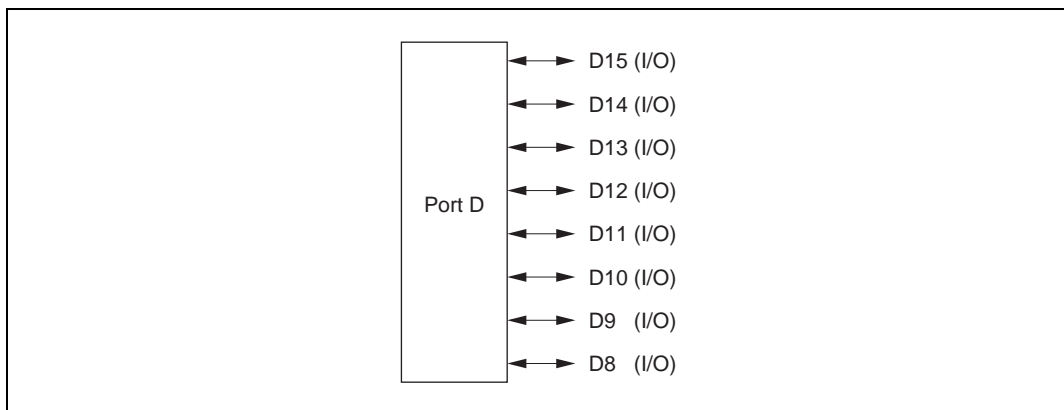 D15 (I/O)
D14 (I/O)
D13 (I/O)
D12 (I/O)
Port D
D11 (I/O)
D10 (I/O)
D9 (I/O)
D8 (I/O)